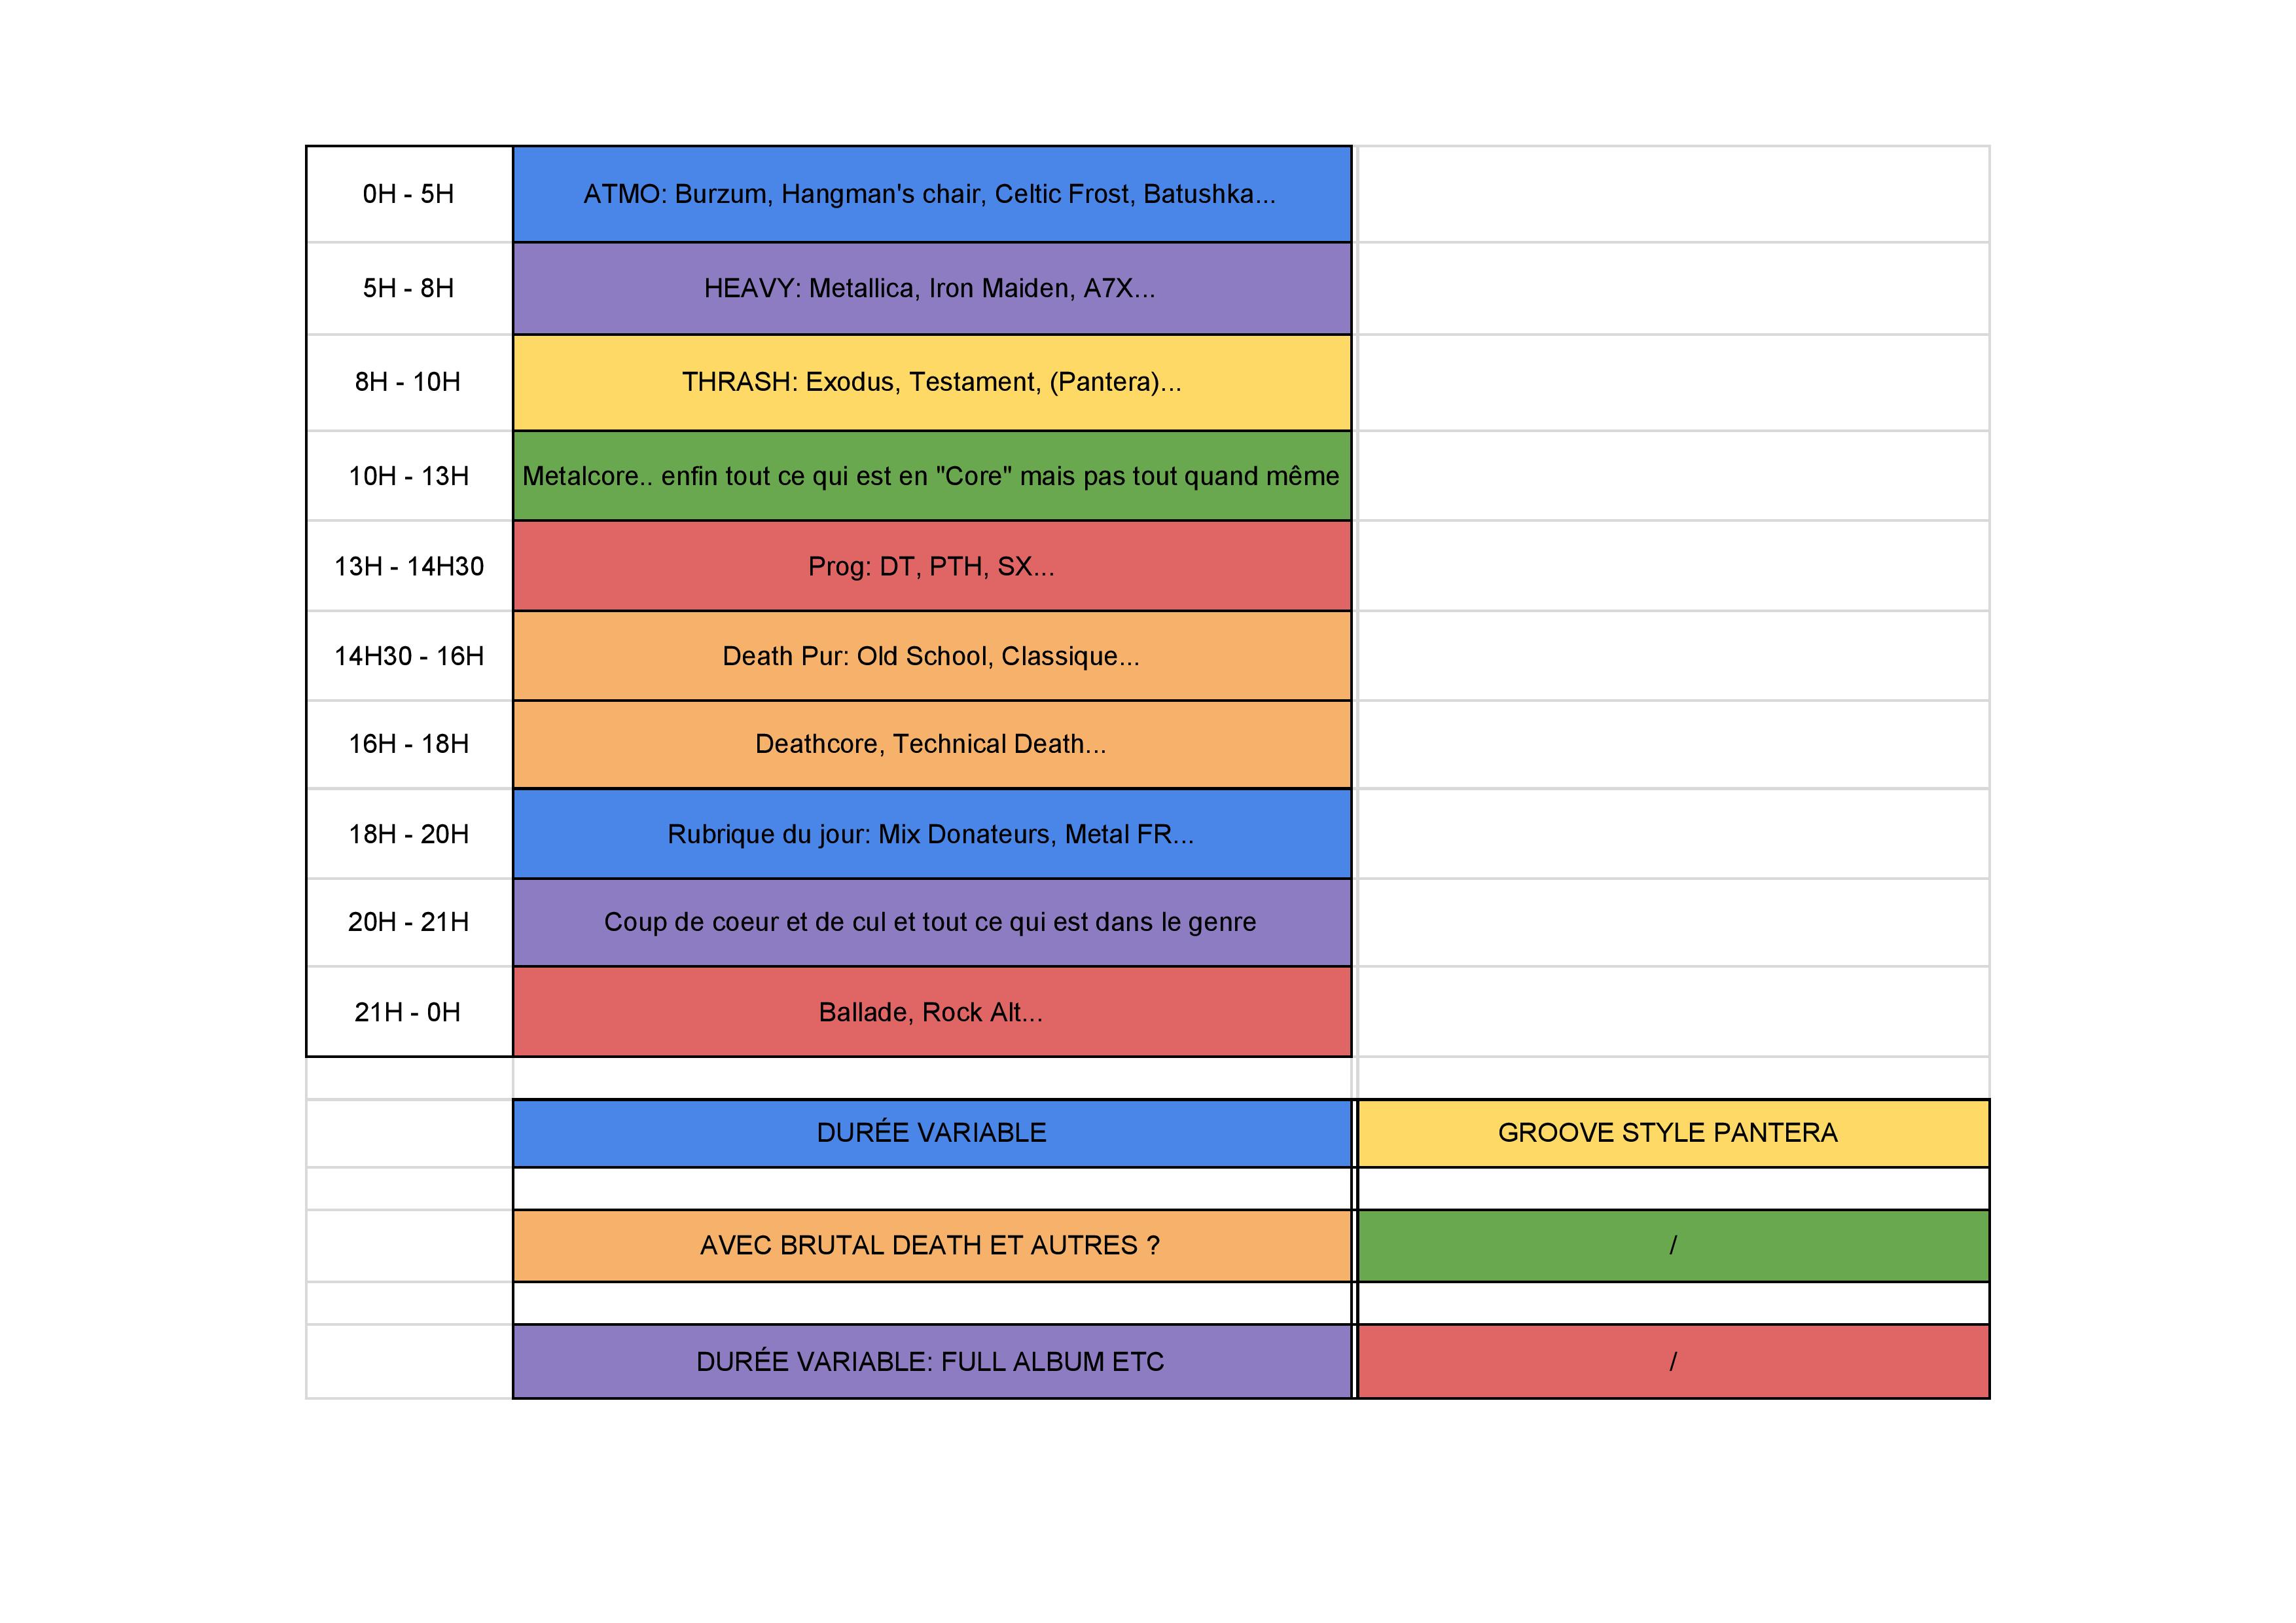 0H - 5H ATMO: Burzum, Hangman's chair, Celtic Frost, Batushka...
5H - 8H HEAVY: Metallica, Iron Maiden, A7X...
8H - 10H THRASH: Exodus, Testament, (Pantera)...
10H - 13H Metalcore.. enfin tout ce qui est en "Core" mais pas tout quand même
13H - 14H30 Prog: DT, PTH, SX...
14H30 - 16H Death Pur: Old School, Classique...
16H - 18H Deathcore, Technical Death...
18H - 20H Rubrique du jour: Mix Donateurs, Metal FR...
20H - 21H Coup de coeur et de cul et tout ce qui est dans le genre
21H - 0H Ballade, Rock Alt...
DURÉE VARIABLE GROOVE STYLE PANTERA
AVEC BRUTAL DEATH ET AUTRES ? /
DURÉE VARIABLE: FULL ALBUM ETC /